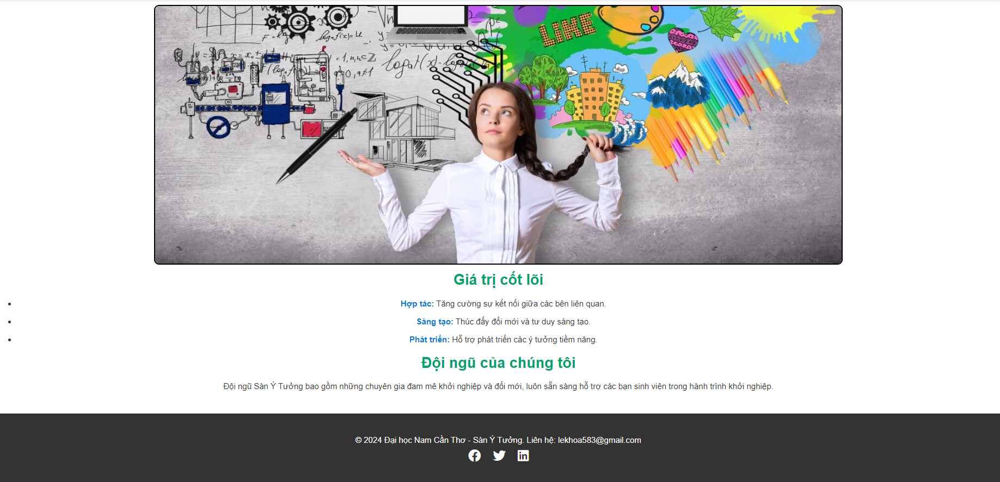 LIKE
Giá trị cốt lõi
Hợp tác: Tăng cường sự kết nối giữa các bên liên quan.
Sáng tạo: Thúc đẩy đổi mới và tư duy sáng tạo.
Phát triển: Hỗ trợ phát triển các ý tưởng tiềm năng.
Đội ngũ của chúng tôi
Đội ngũ Sàn Ý Tưởng bao gồm những chuyên gia đam mê khởi nghiệp và đổi mới, luôn sẵn sàng hỗ trợ các bạn sinh viên trong hành trình khởi nghiệp.
© 2024 Đại học Nam Cần Thơ - Sàn Ý Tưởng. Liên hệ: lekhoa583@gmail.com